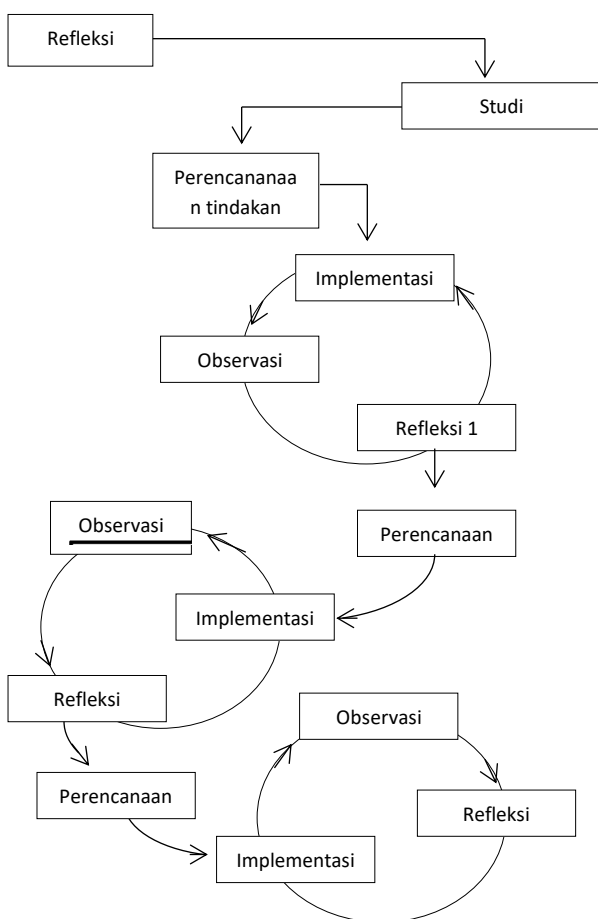 Refleksi
Studi
Perencananaa
n tindakan
Implementasi
Observasi
Refleksi 1
Perencanaan
Observasi
Implementasi
Refleksi
Perencanaan
Implementasi
Observasi
Refleksi